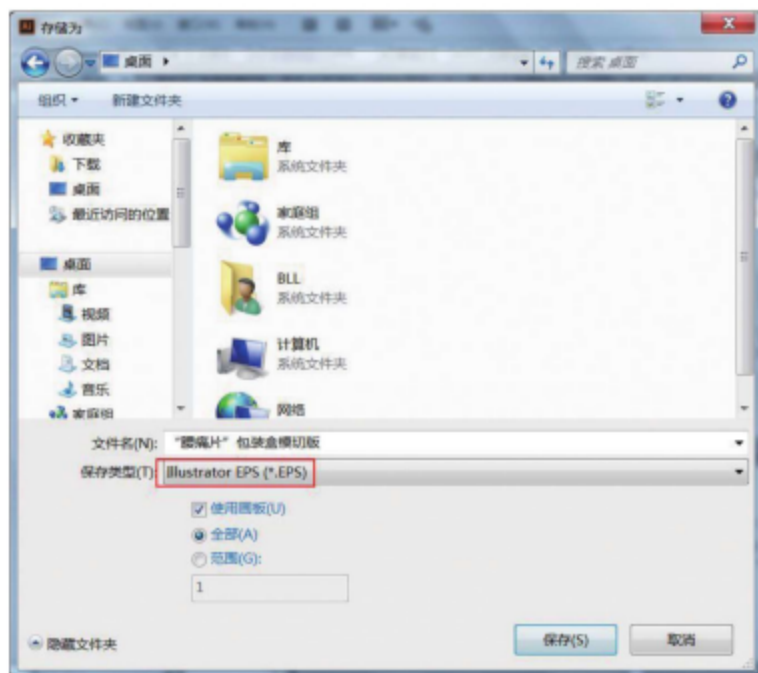 存储为
桌面
搜索 桌面
组织
新建文件夹
收藏夹
下载
桌面
最近访问的位置
桌面
库
视频
图片
文档
音乐
家庭组
库
系统文件夹
家庭组
系统文件夹
BLL
系统文件夹
计算机
系统文件夹
网络
文件名(N): "腰痛片"包装盒模切版
保存类型(T): Illustrator EPS (*.EPS)
使用画板(U)
全部(A)
范围(G):
1
隐藏文件夹
保存(S)
取消